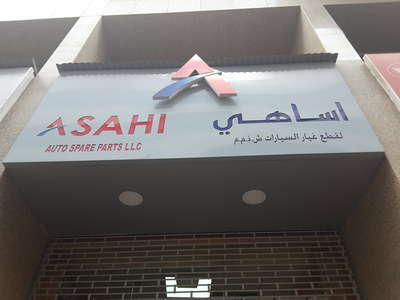 ASAHI
AUTO SPARE PARTS LLC
اساهي
لقطع غيار السيارات ش.ذ.م.م